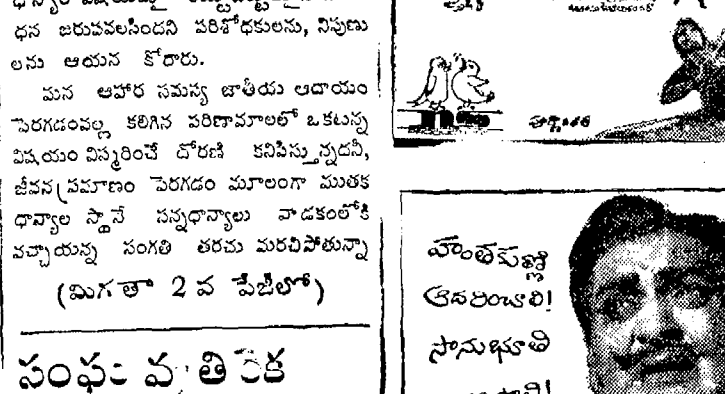 ధన జరుపవలసిందని పరిశోధకులను, నిపుణు
లను ఆయన కోరారు.
మన ఆహార సమస్య జాతీయ ఆదాయం
పెరగడంవల్ల కలిగిన పరిణామాలలో ఒకటన్న
విషయం విస్మరించే ధోరణి కనిపిస్తున్నదనీ,
జీవన ప్రమాణం పెరగడం మూలంగా ముతక
ధాన్యాల స్థానే సన్నధాన్యాలు వాడకంలోకి
వచ్చాయన్న సంగతి తరచు మరచిపోతున్నా
(మిగతా 2 వ పేజీలో)
హంతకుణ్ణి
ఆదరించాలి!
సానుభూతి